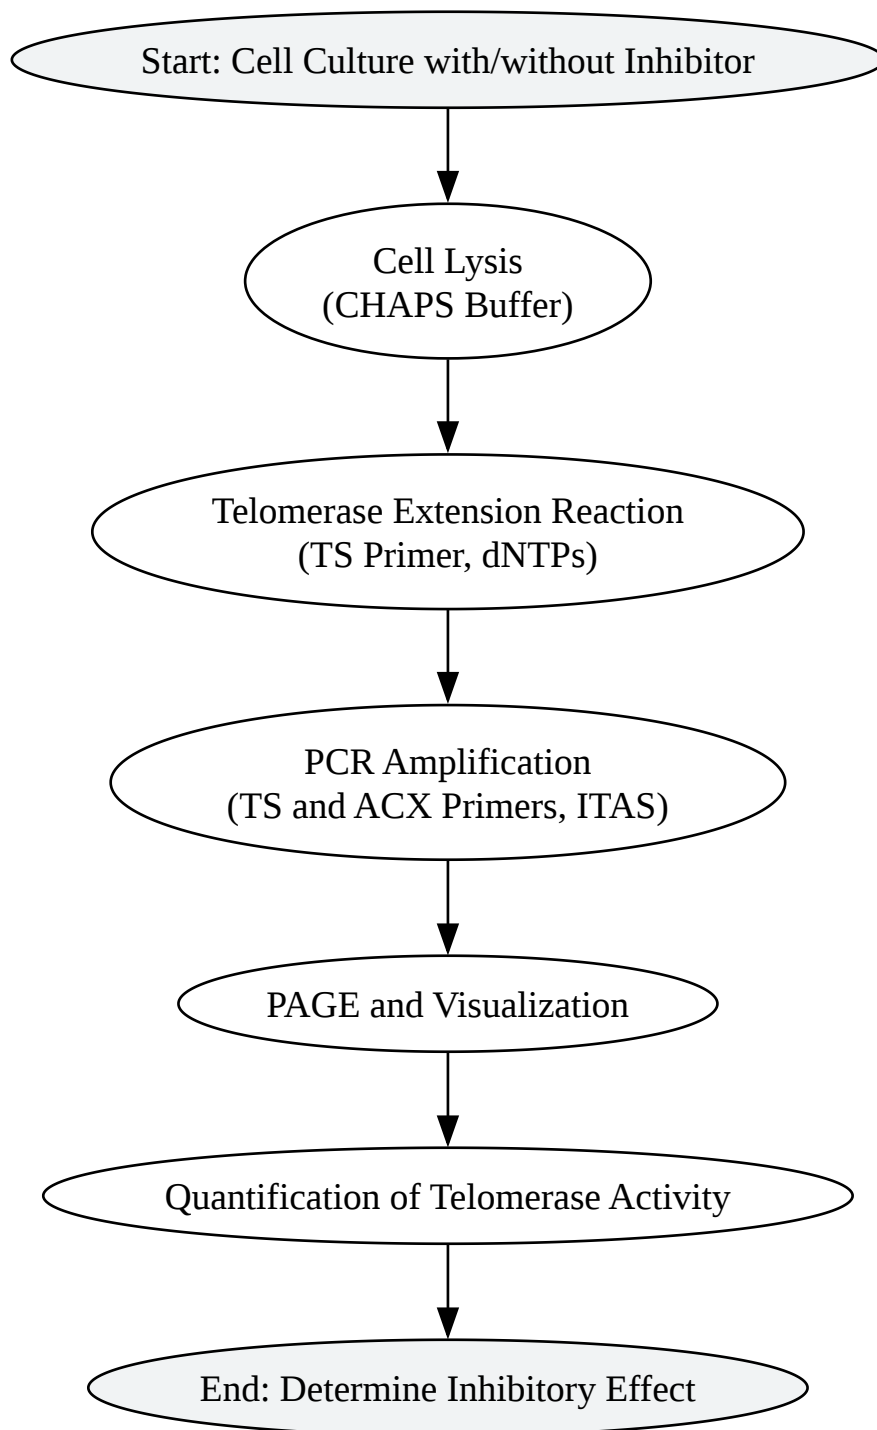 Start: Cell Culture with/without Inhibitor
Cell Lysis
(CHAPS Buffer)
Telomerase Extension Reaction
(TS Primer, dNTPs)
PCR Amplification
(TS and ACX Primers, ITAS)
PAGE and Visualization
Quantification of Telomerase Activity
End: Determine Inhibitory Effect